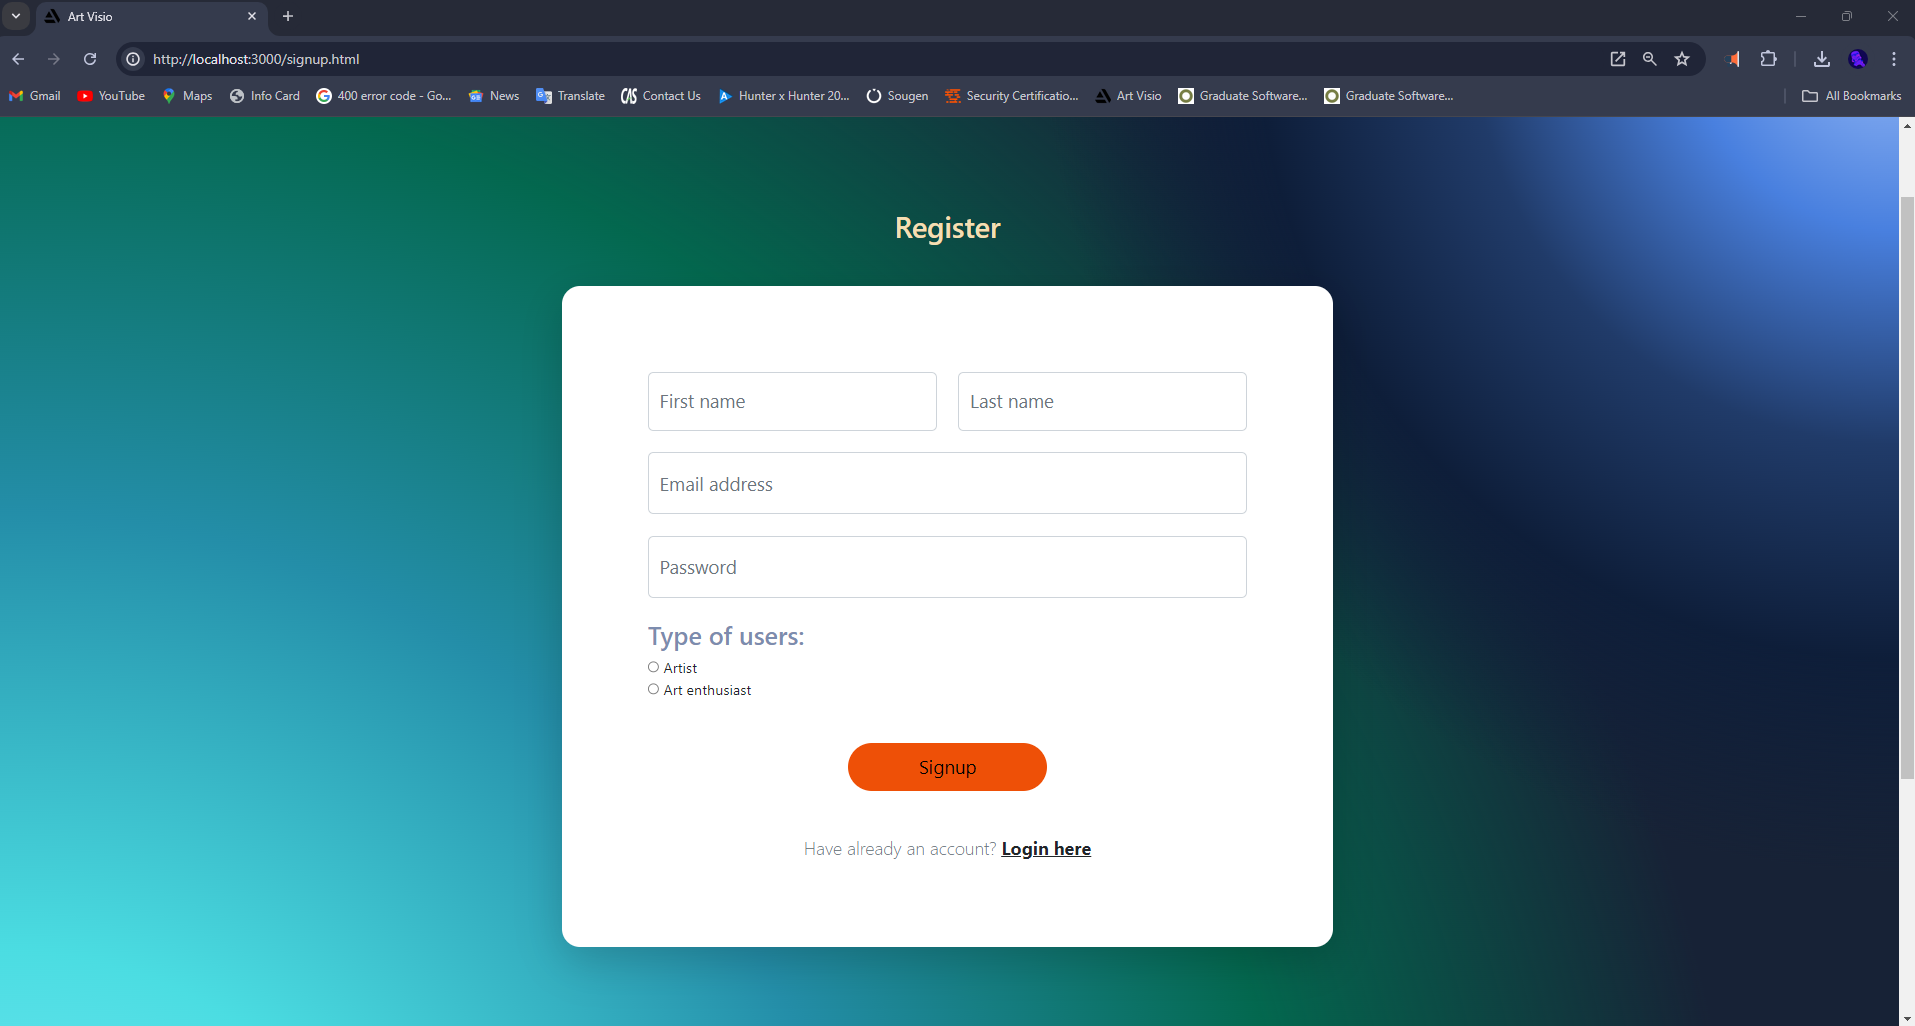 Art Visio
http://localhost:3000/signup.html
Gmail YouTube Maps Info Card 400 error code - Go... News Translate Contact Us Hunter x Hunter 20... Sougen Security Certificatio... Art Visio Graduate Software... Graduate Software... All Bookmarks
Register
First name Last name
Email address
Password
Type of users:
Artist
Art enthusiast
Signup
Have already an account? Login here